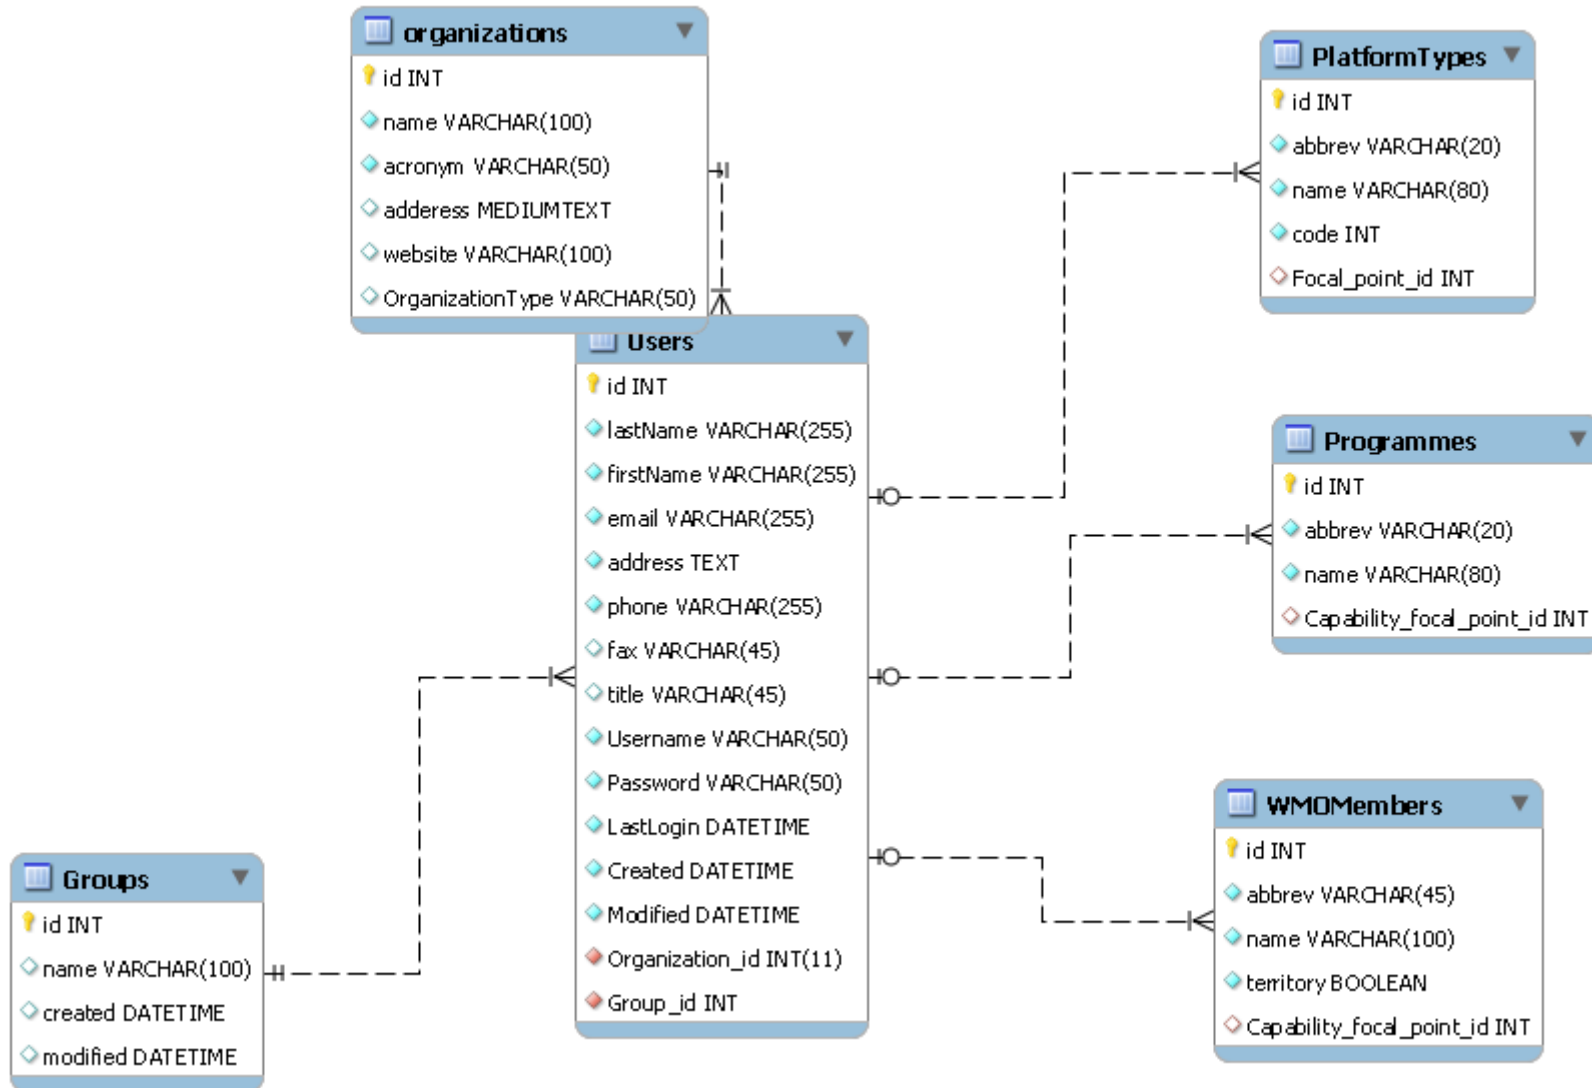 organizations
id INT
name VARCHAR(100)
acronym VARCHAR(50)
adderess MEDIUMTEXT
website VARCHAR(100)
OrganizationType VARCHAR(50)
Users
id INT
lastName VARCHAR(255)
firstName VARCHAR(255)
email VARCHAR(255)
address TEXT
phone VARCHAR(255)
fax VARCHAR(45)
title VARCHAR(45)
Username VARCHAR(50)
Password VARCHAR(50)
LastLogin DATETIME
Created DATETIME
Modified DATETIME
Organization_id INT(11)
Group_id INT
Groups
id INT
name VARCHAR(100)
created DATETIME
modified DATETIME
PlatformTypes
id INT
abbrev VARCHAR(20)
name VARCHAR(80)
code INT
Focal_point_id INT
Programmes
id INT
abbrev VARCHAR(20)
name VARCHAR(80)
Capability_focal_point_id INT
WMOMembers
id INT
abbrev VARCHAR(45)
name VARCHAR(100)
territory BOOLEAN
Capability_focal_point_id INT